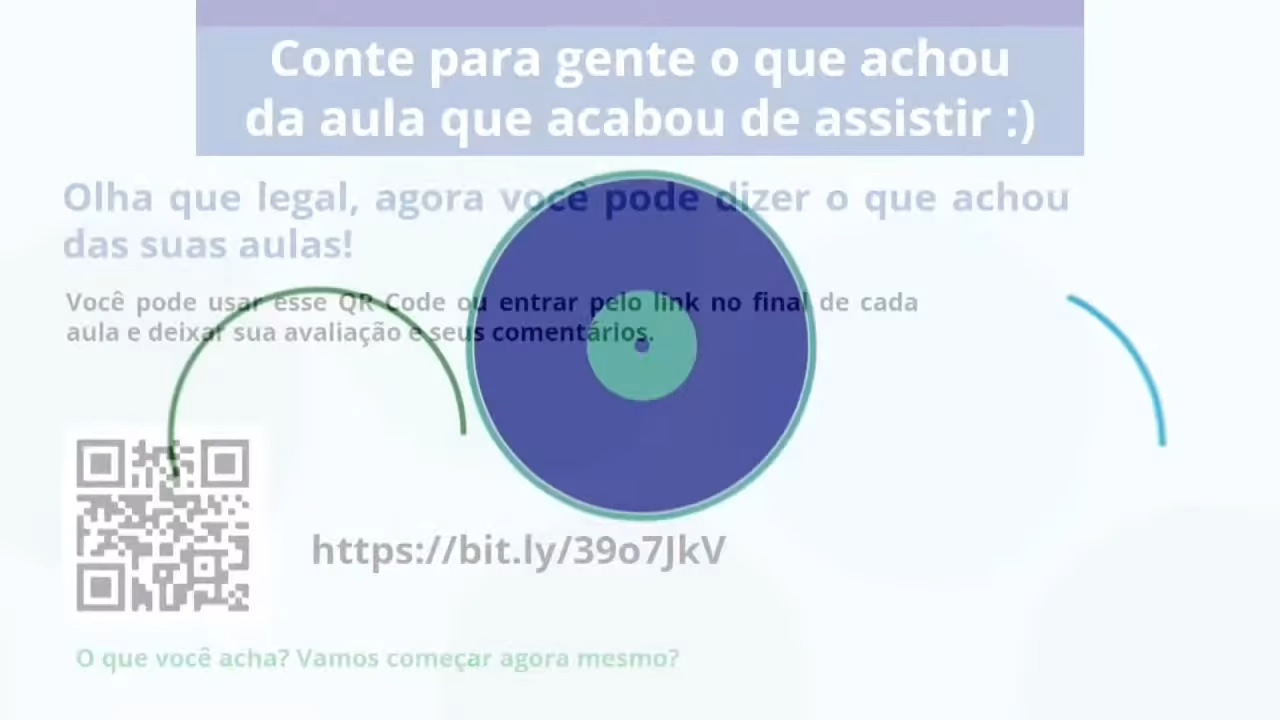 Conte para gente o que achou
da aula que acabou de assistir :)
Olha que legal, agora você pode dizer o que achou
das suas aulas!
Você pode usar esse QR Code ou entrar pelo link no final de cada
aula e deixar sua avaliação e seus comentários.
https://bit.ly/39o7JkV
O que você acha? Vamos começar agora mesmo?